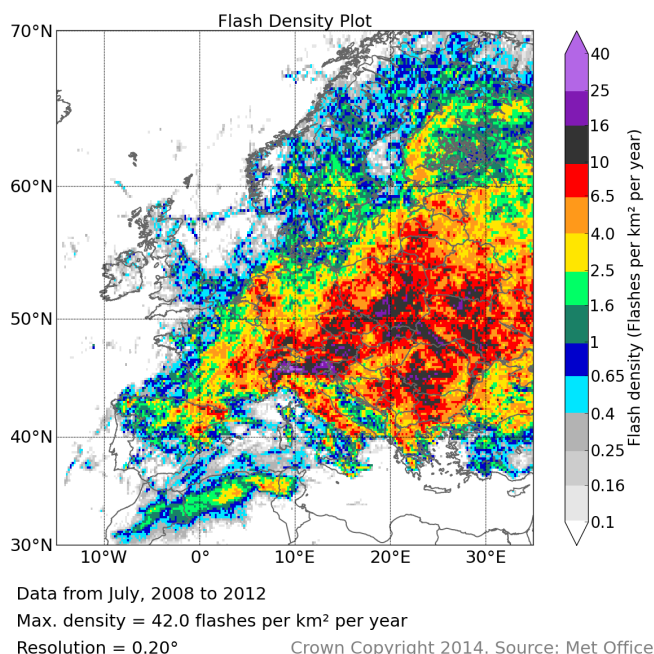 Flash Density Plot
70°N
60°N
50°N
40°N
30°N
10°W 0° 10°E 20°E 30°E
40
25
16
10
6.5
4.0
2.5
1.6
1
0.65
0.4
0.25
0.16
0.1
Flash density (Flashes per km² per year)
Data from July, 2008 to 2012
Max. density = 42.0 flashes per km² per year
Resolution = 0.20°
Crown Copyright 2014. Source: Met Office